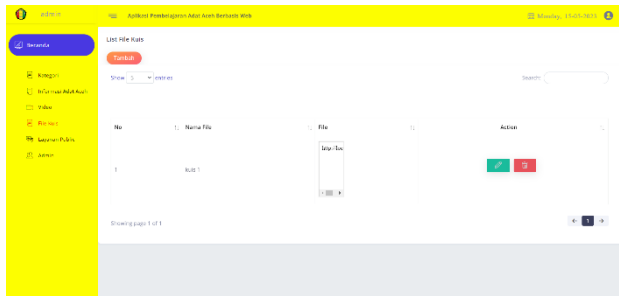 admin
Aplikasi Pembelajaran Adat Aceh Berbasis Web
Monday, 15-05-2023
Beranda
Kategori
Informasi Adat Aceh
Video
File Kuis
Layanan Publik
Admin
List File Kuis
Tambah
Show 5 entries
Search:
No Nama File File Action
1 kuis 1
Showing page 1 of 1
1